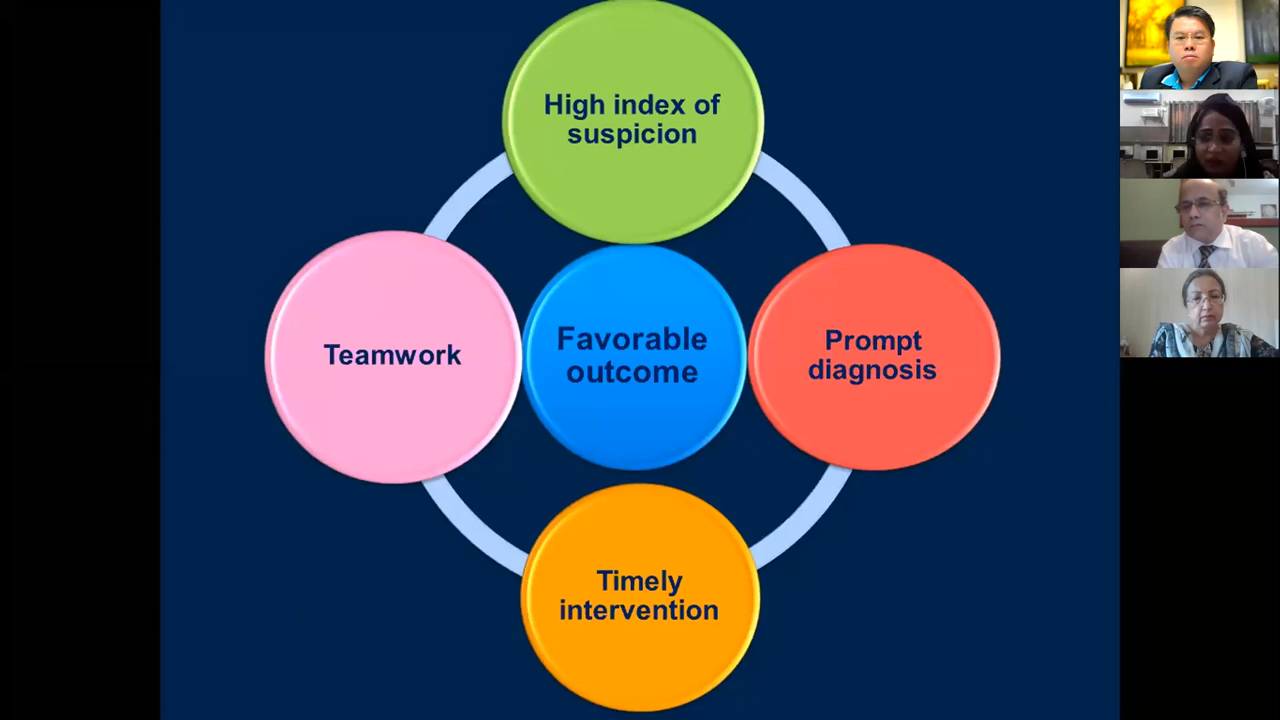 High index of
suspicion
Teamwork
Favorable
outcome
Prompt
diagnosis
Timely
intervention